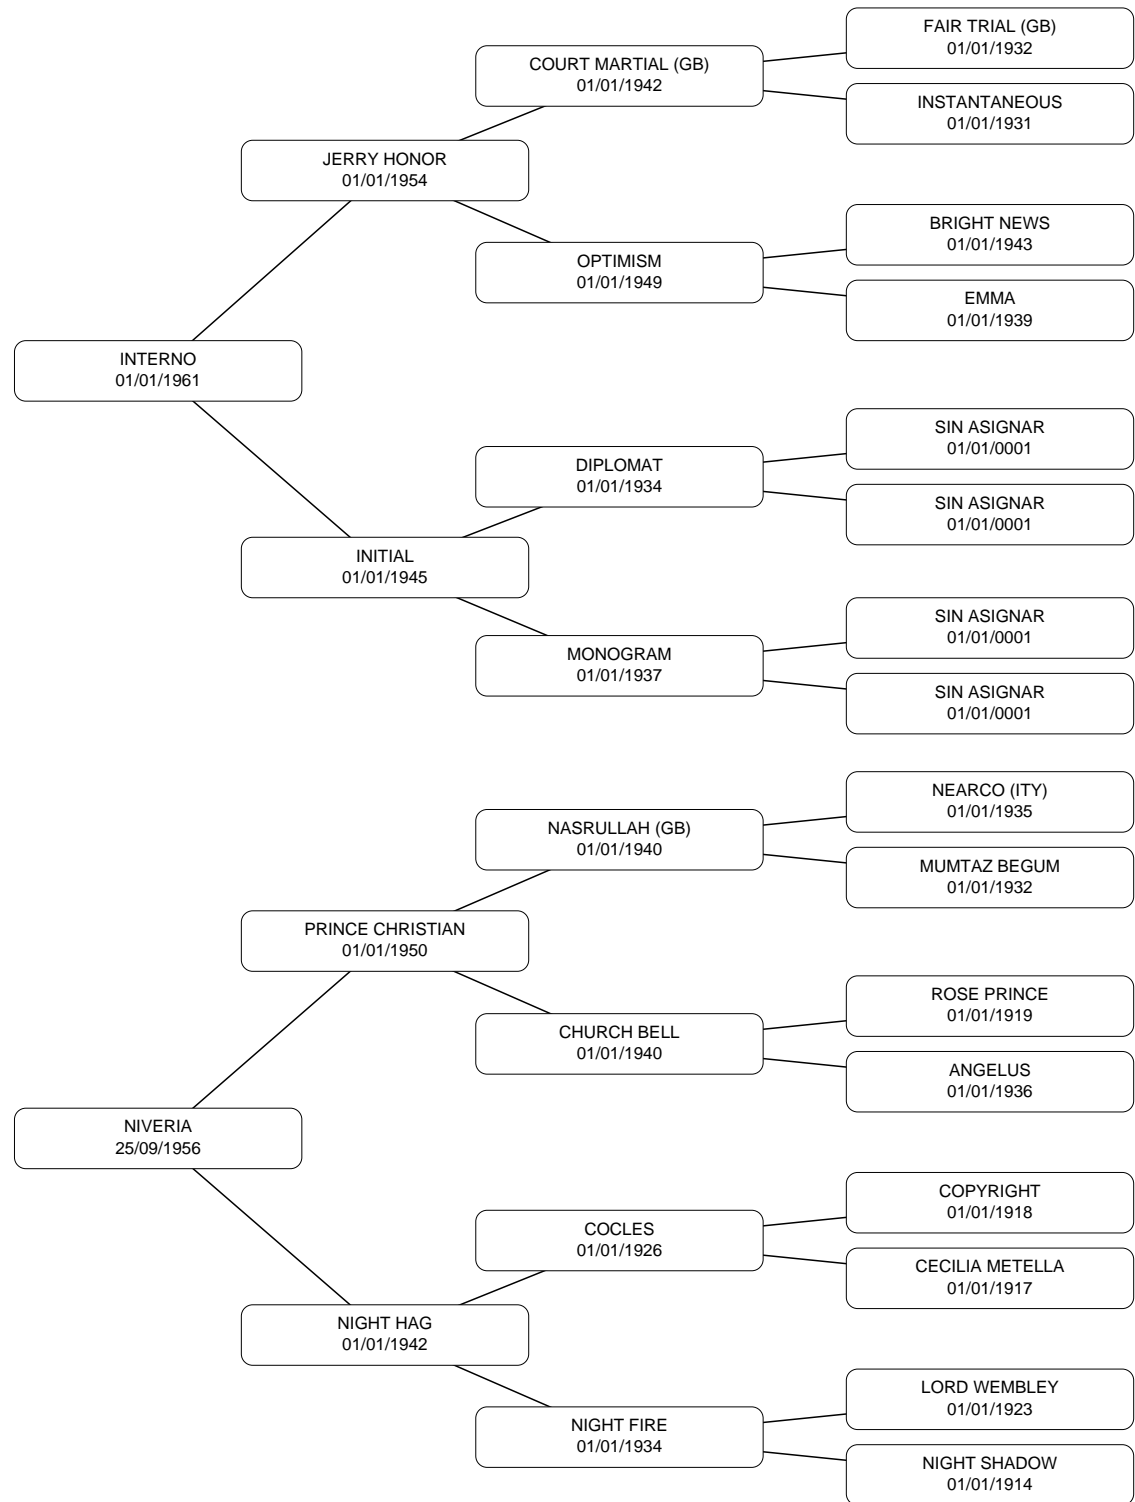 FAIR TRIAL (GB)
01/01/1932
COURT MARTIAL (GB)
01/01/1942
INSTANTANEOUS
01/01/1931
JERRY HONOR
01/01/1954
BRIGHT NEWS
01/01/1943
OPTIMISM
01/01/1949
EMMA
01/01/1939
INTERNO
01/01/1961
SIN ASIGNAR
01/01/0001
DIPLOMAT
01/01/1934
SIN ASIGNAR
01/01/0001
INITIAL
01/01/1945
SIN ASIGNAR
01/01/0001
MONOGRAM
01/01/1937
SIN ASIGNAR
01/01/0001
NEARCO (ITY)
01/01/1935
NASRULLAH (GB)
01/01/1940
MUMTAZ BEGUM
01/01/1932
PRINCE CHRISTIAN
01/01/1950
ROSE PRINCE
01/01/1919
CHURCH BELL
01/01/1940
ANGELUS
01/01/1936
NIVERIA
25/09/1956
COPYRIGHT
01/01/1918
COCLES
01/01/1926
CECILIA METELLA
01/01/1917
NIGHT HAG
01/01/1942
LORD WEMBLEY
01/01/1923
NIGHT FIRE
01/01/1934
NIGHT SHADOW
01/01/1914